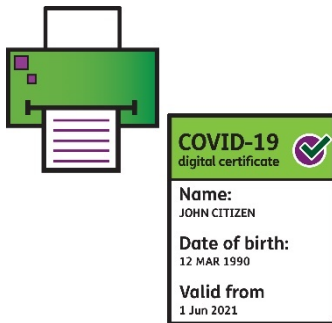 COVID-19
digital certificate
Name:
JOHN CITIZEN
Date of birth:
12 MAR 1990
Valid from
1 Jun 2021